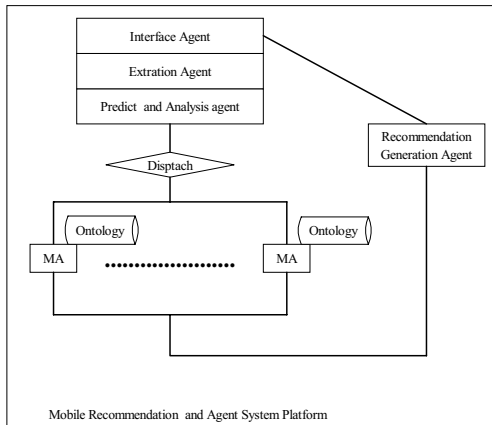 Interface Agent
Extration Agent
Predict and Analysis agent
Recommendation
Generation Agent
Disptach
Ontology
Ontology
MA
MA
Mobile Recommendation and Agent System Platform